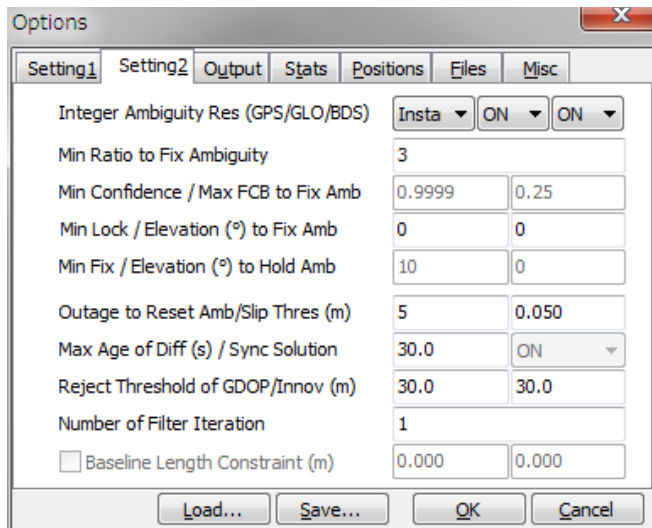 Options
Setting1 Setting2 Output Stats Positions Files Misc
Integer Ambiguity Res (GPS/GLO/BDS) Insta ON ON
Min Ratio to Fix Ambiguity 3
Min Confidence / Max FCB to Fix Amb 0.9999 0.25
Min Lock / Elevation (°) to Fix Amb 0 0
Min Fix / Elevation (°) to Hold Amb 10 0
Outage to Reset Amb/Slip Thres (m) 5 0.050
Max Age of Diff (s) / Sync Solution 30.0 ON
Reject Threshold of GDOP/Innov (m) 30.0 30.0
Number of Filter Iteration 1
Baseline Length Constraint (m) 0.000 0.000
Load... Save... OK Cancel